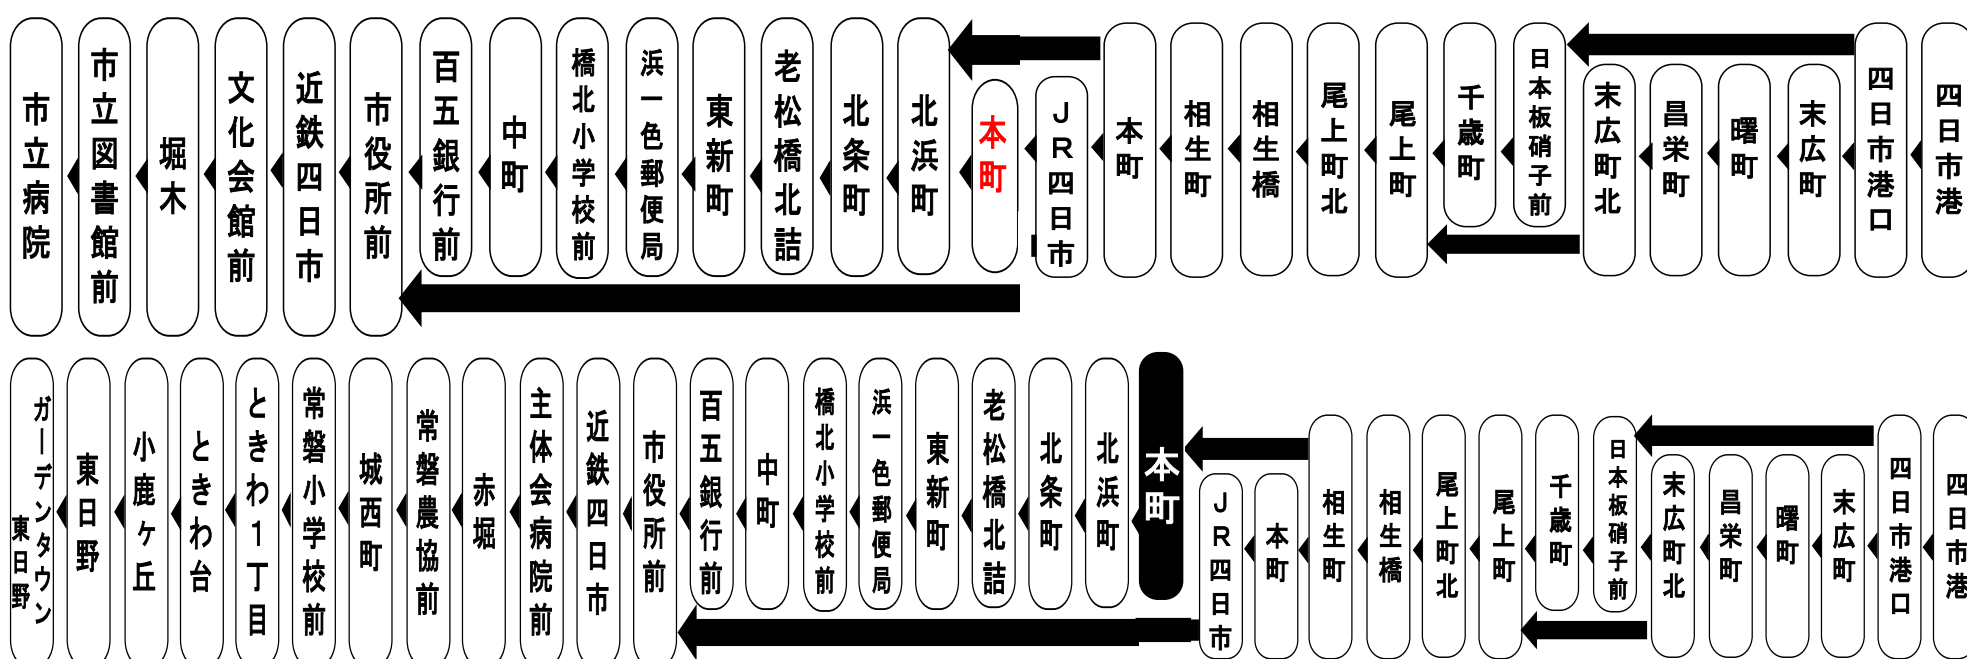 市立病院
市立図書館前
堀木
文化会館前
近鉄四日市
市役所前
百五銀行前
中町
橋北小学校前
浜一色郵便局
東新町
老松橋北詰
北条町
北浜町
本町
JR四日市
本町
相生町
相生橋
尾上町北
尾上町
千歳町
日本板硝子前
末広町北
昌栄町
曙町
末広町
四日市港口
四日市港
ガーデンタウン
東日野
東日野
小鹿ヶ丘
ときわ台
ときわ1丁目
常磐小学校前
城西町
常磐農協前
赤堀
主体会病院前
近鉄四日市
市役所前
百五銀行前
中町
橋北小学校前
浜一色郵便局
東新町
老松橋北詰
北条町
北浜町
本町
JR四日市
本町
相生町
相生橋
尾上町北
尾上町
千歳町
日本板硝子前
末広町北
昌栄町
曙町
末広町
四日市港口
四日市港